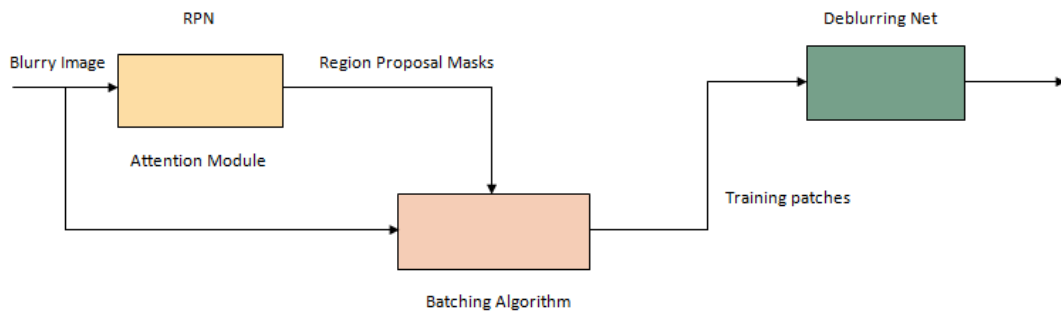 RPN
Deblurring Net
Blurry Image
Region Proposal Masks
Attention Module
Training patches
Batching Algorithm